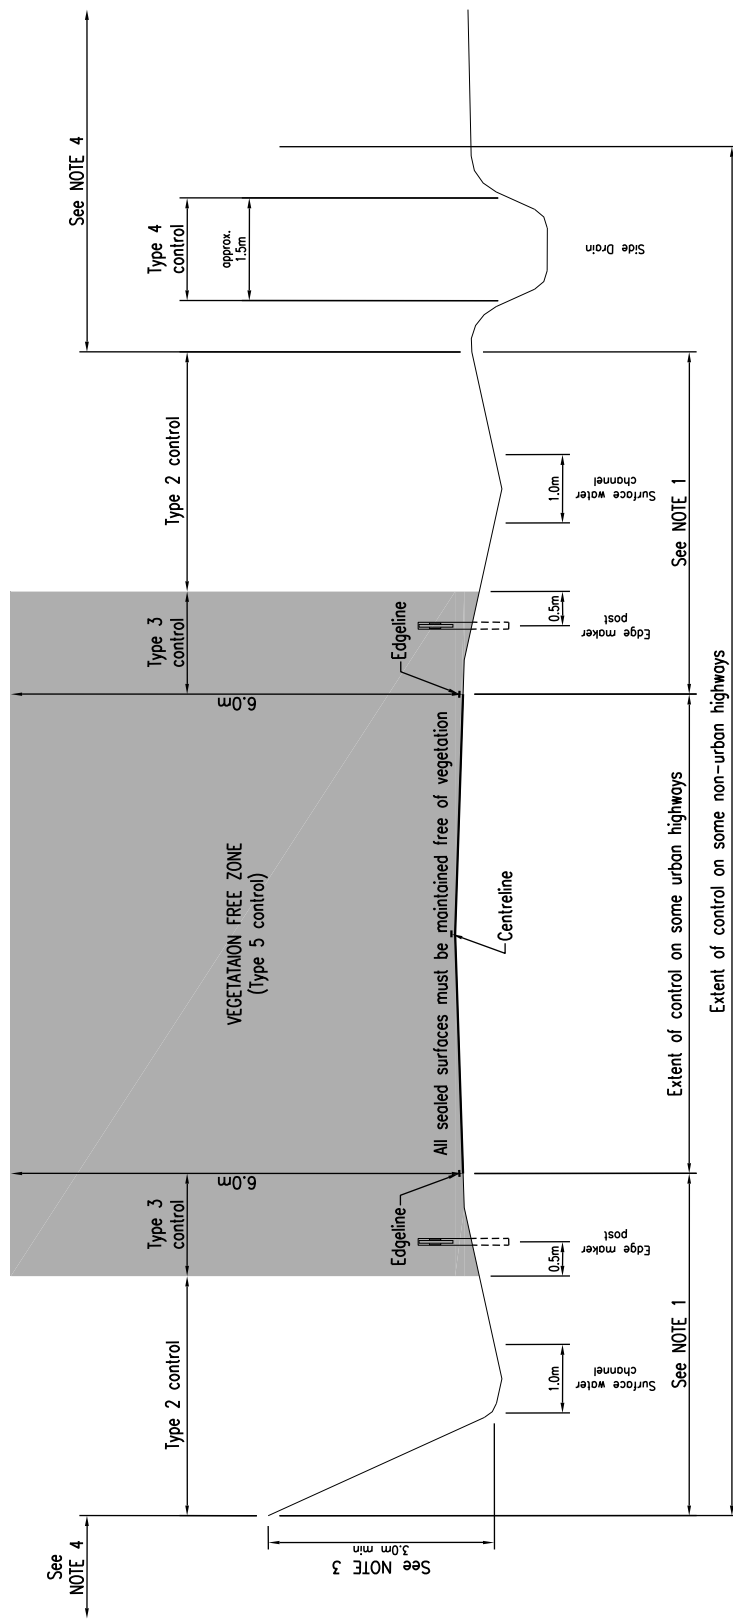 See
NOTE 4
See NOTE 4
Type 2 control
Type 3
control
VEGETATAION FREE ZONE
(Type 5 control)
Type 3
control
Type 2 control
Type 4
control
approx.
1.5m
6.0m
6.0m
Edgeline
All sealed surfaces must be maintained free of vegetation
Edgeline
Centreline
See NOTE 3
3.0m min
1.0m
Surface water
channel
0.5m
Edge maker
post
0.5m
Edge maker
post
1.0m
Surface water
channel
Side Drain
See NOTE 1
Extent of control on some urban highways
See NOTE 1
Extent of control on some non-urban highways